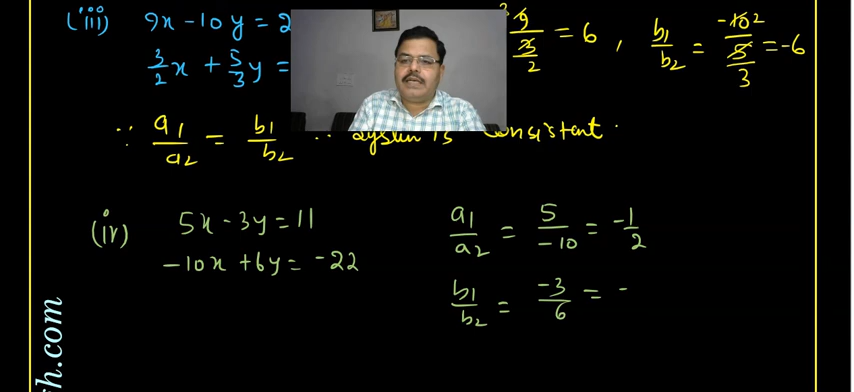 (iii) 9x - 10y = 2
3/2 x + 5/3 y =
= 6 , b1/b2 = -10 2 / 5/3 = -6
∵ a1/a2 = b1/b2 ∴ system is consistant.
(iv) 5x - 3y = 11
-10x + 6y = -22
a1/a2 = 5/-10 = -1/2
b1/b2 = -3/6 = -
h.com